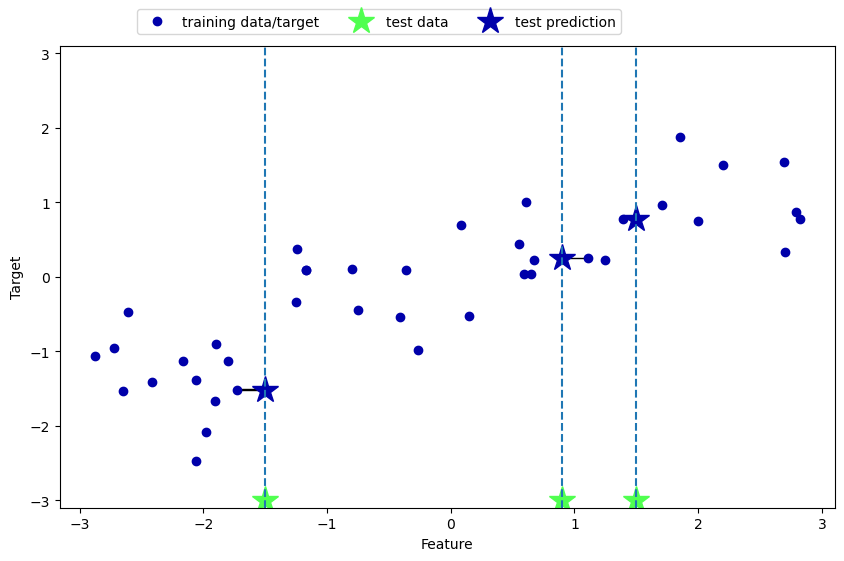 training data/target test data test prediction
3
2
1
0
−1
−2
−3
Target
−3 −2 −1 0 1 2 3
Feature